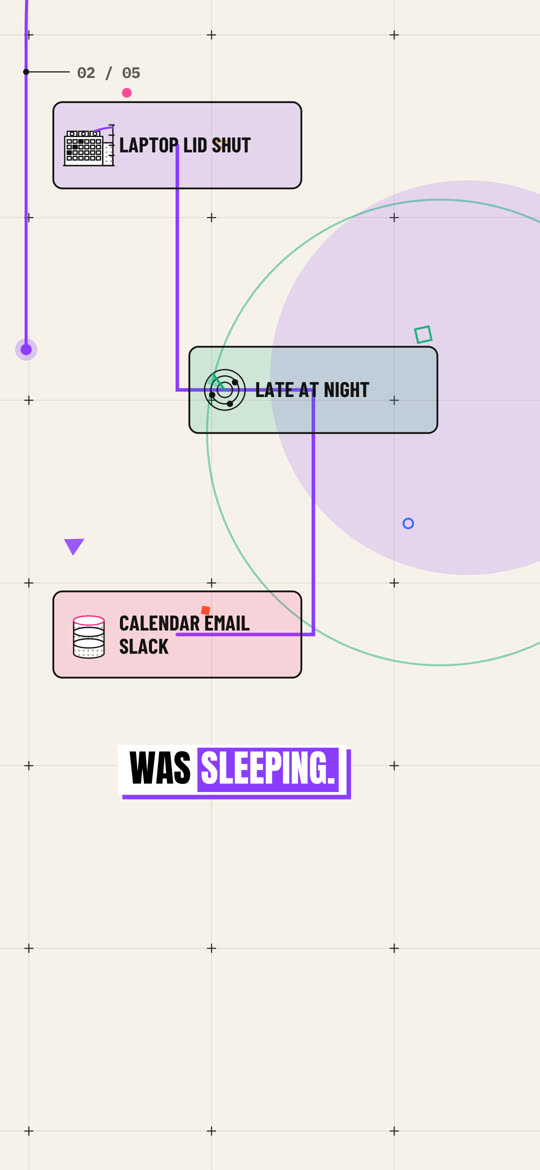 02 / 05
LAPTOP LID SHUT
LATE AT NIGHT
CALENDAR EMAIL
SLACK
WAS SLEEPING.